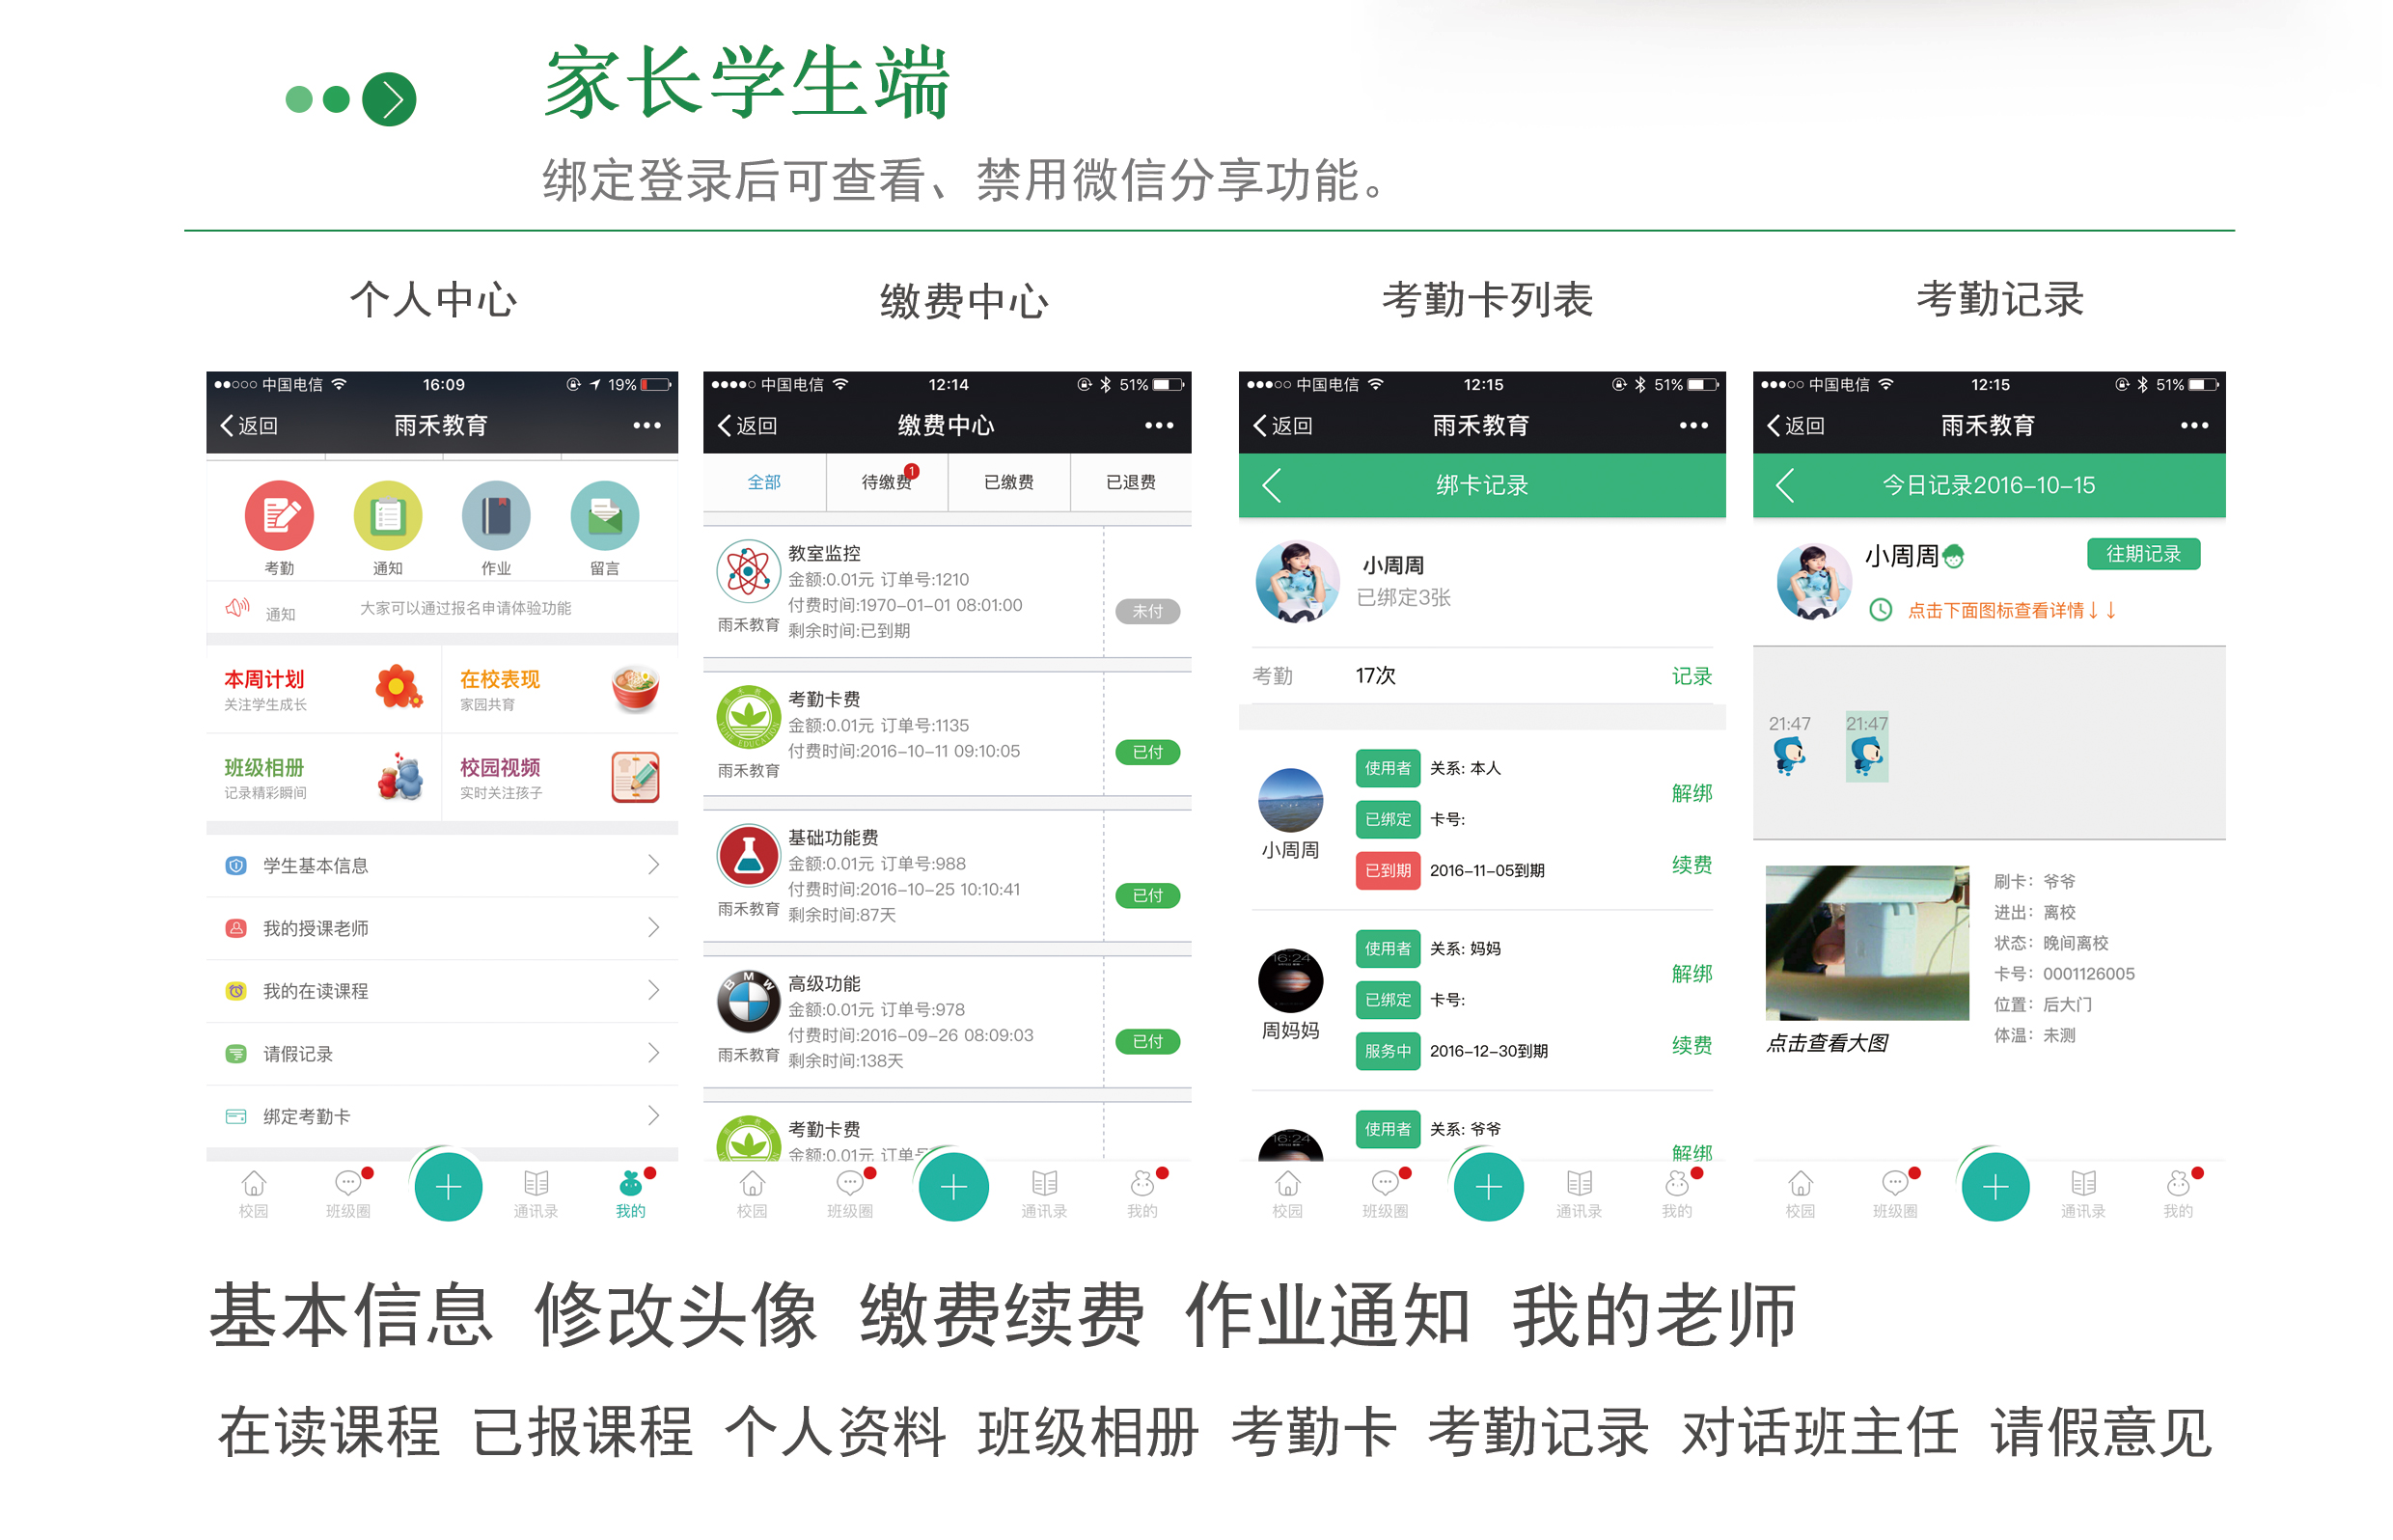 家长学生端
绑定登录后可查看、禁用微信分享功能。
个人中心
缴费中心
考勤卡列表
考勤记录
中国电信 16:09 19%
返回 雨禾教育
考勤 通知 作业 留言
通知 大家可以通过报名申请体验功能
本周计划
关注学生成长
在校表现
家园共育
班级相册
记录精彩瞬间
校园视频
实时关注孩子
学生基本信息
我的授课老师
我的在读课程
请假记录
绑定考勤卡
校园 班级圈 通讯录 我的
中国电信 12:14 51%
返回 缴费中心
全部 待缴费 1 已缴费 已退费
教室监控
金额:0.01元 订单号:1210
付费时间:1970-01-01 08:01:00
剩余时间:已到期
雨禾教育
未付
考勤卡费
金额:0.01元 订单号:1135
付费时间:2016-10-11 09:10:05
雨禾教育
已付
基础功能费
金额:0.01元 订单号:988
付费时间:2016-10-25 10:10:41
剩余时间:87天
雨禾教育
已付
BMW
高级功能
金额:0.01元 订单号:978
付费时间:2016-09-26 08:09:03
剩余时间:138天
雨禾教育
已付
考勤卡费
金额:0.01元 订单号
校园 班级圈 通讯录 我的
中国电信 12:15 51%
返回 雨禾教育
绑卡记录
小周周
已绑定3张
考勤 17次 记录
使用者 关系: 本人
解绑
已绑定 卡号:
小周周
已到期 2016-11-05到期
续费
使用者 关系: 妈妈
解绑
16:24
已绑定 卡号:
周妈妈
服务中 2016-12-30到期
续费
使用者 关系: 爷爷
16:24
解绑
校园 班级圈 通讯录 我的
中国电信 12:15 51%
返回 雨禾教育
今日记录2016-10-15
小周周
往期记录
点击下面图标查看详情↓↓
21:47 21:47
刷卡: 爷爷
进出: 离校
状态: 晚间离校
卡号: 0001126005
位置: 后大门
体温: 未测
点击查看大图
校园 班级圈 通讯录 我的
基本信息 修改头像 缴费续费 作业通知 我的老师
在读课程 已报课程 个人资料 班级相册 考勤卡 考勤记录 对话班主任 请假意见